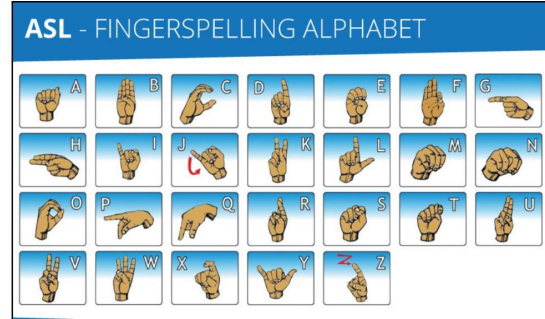 ASL - FINGERSPELLING ALPHABET
A B C D E F G
H I J K L M N
O P Q R S T U
V W X Y Z